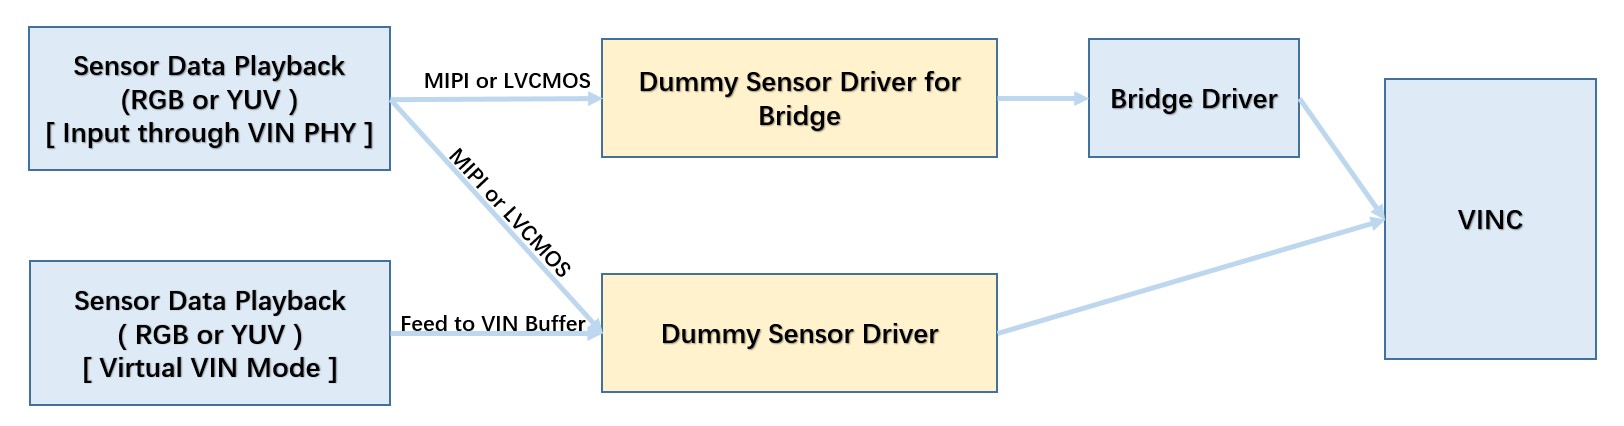 Sensor Data Playback
(RGB or YUV )
[ Input through VIN PHY ]
MIPI or LVCMOS
Dummy Sensor Driver for
Bridge
Bridge Driver
VINC
MIPI or LVCMOS
Sensor Data Playback
( RGB or YUV )
[ Virtual VIN Mode ]
Feed to VIN Buffer
Dummy Sensor Driver